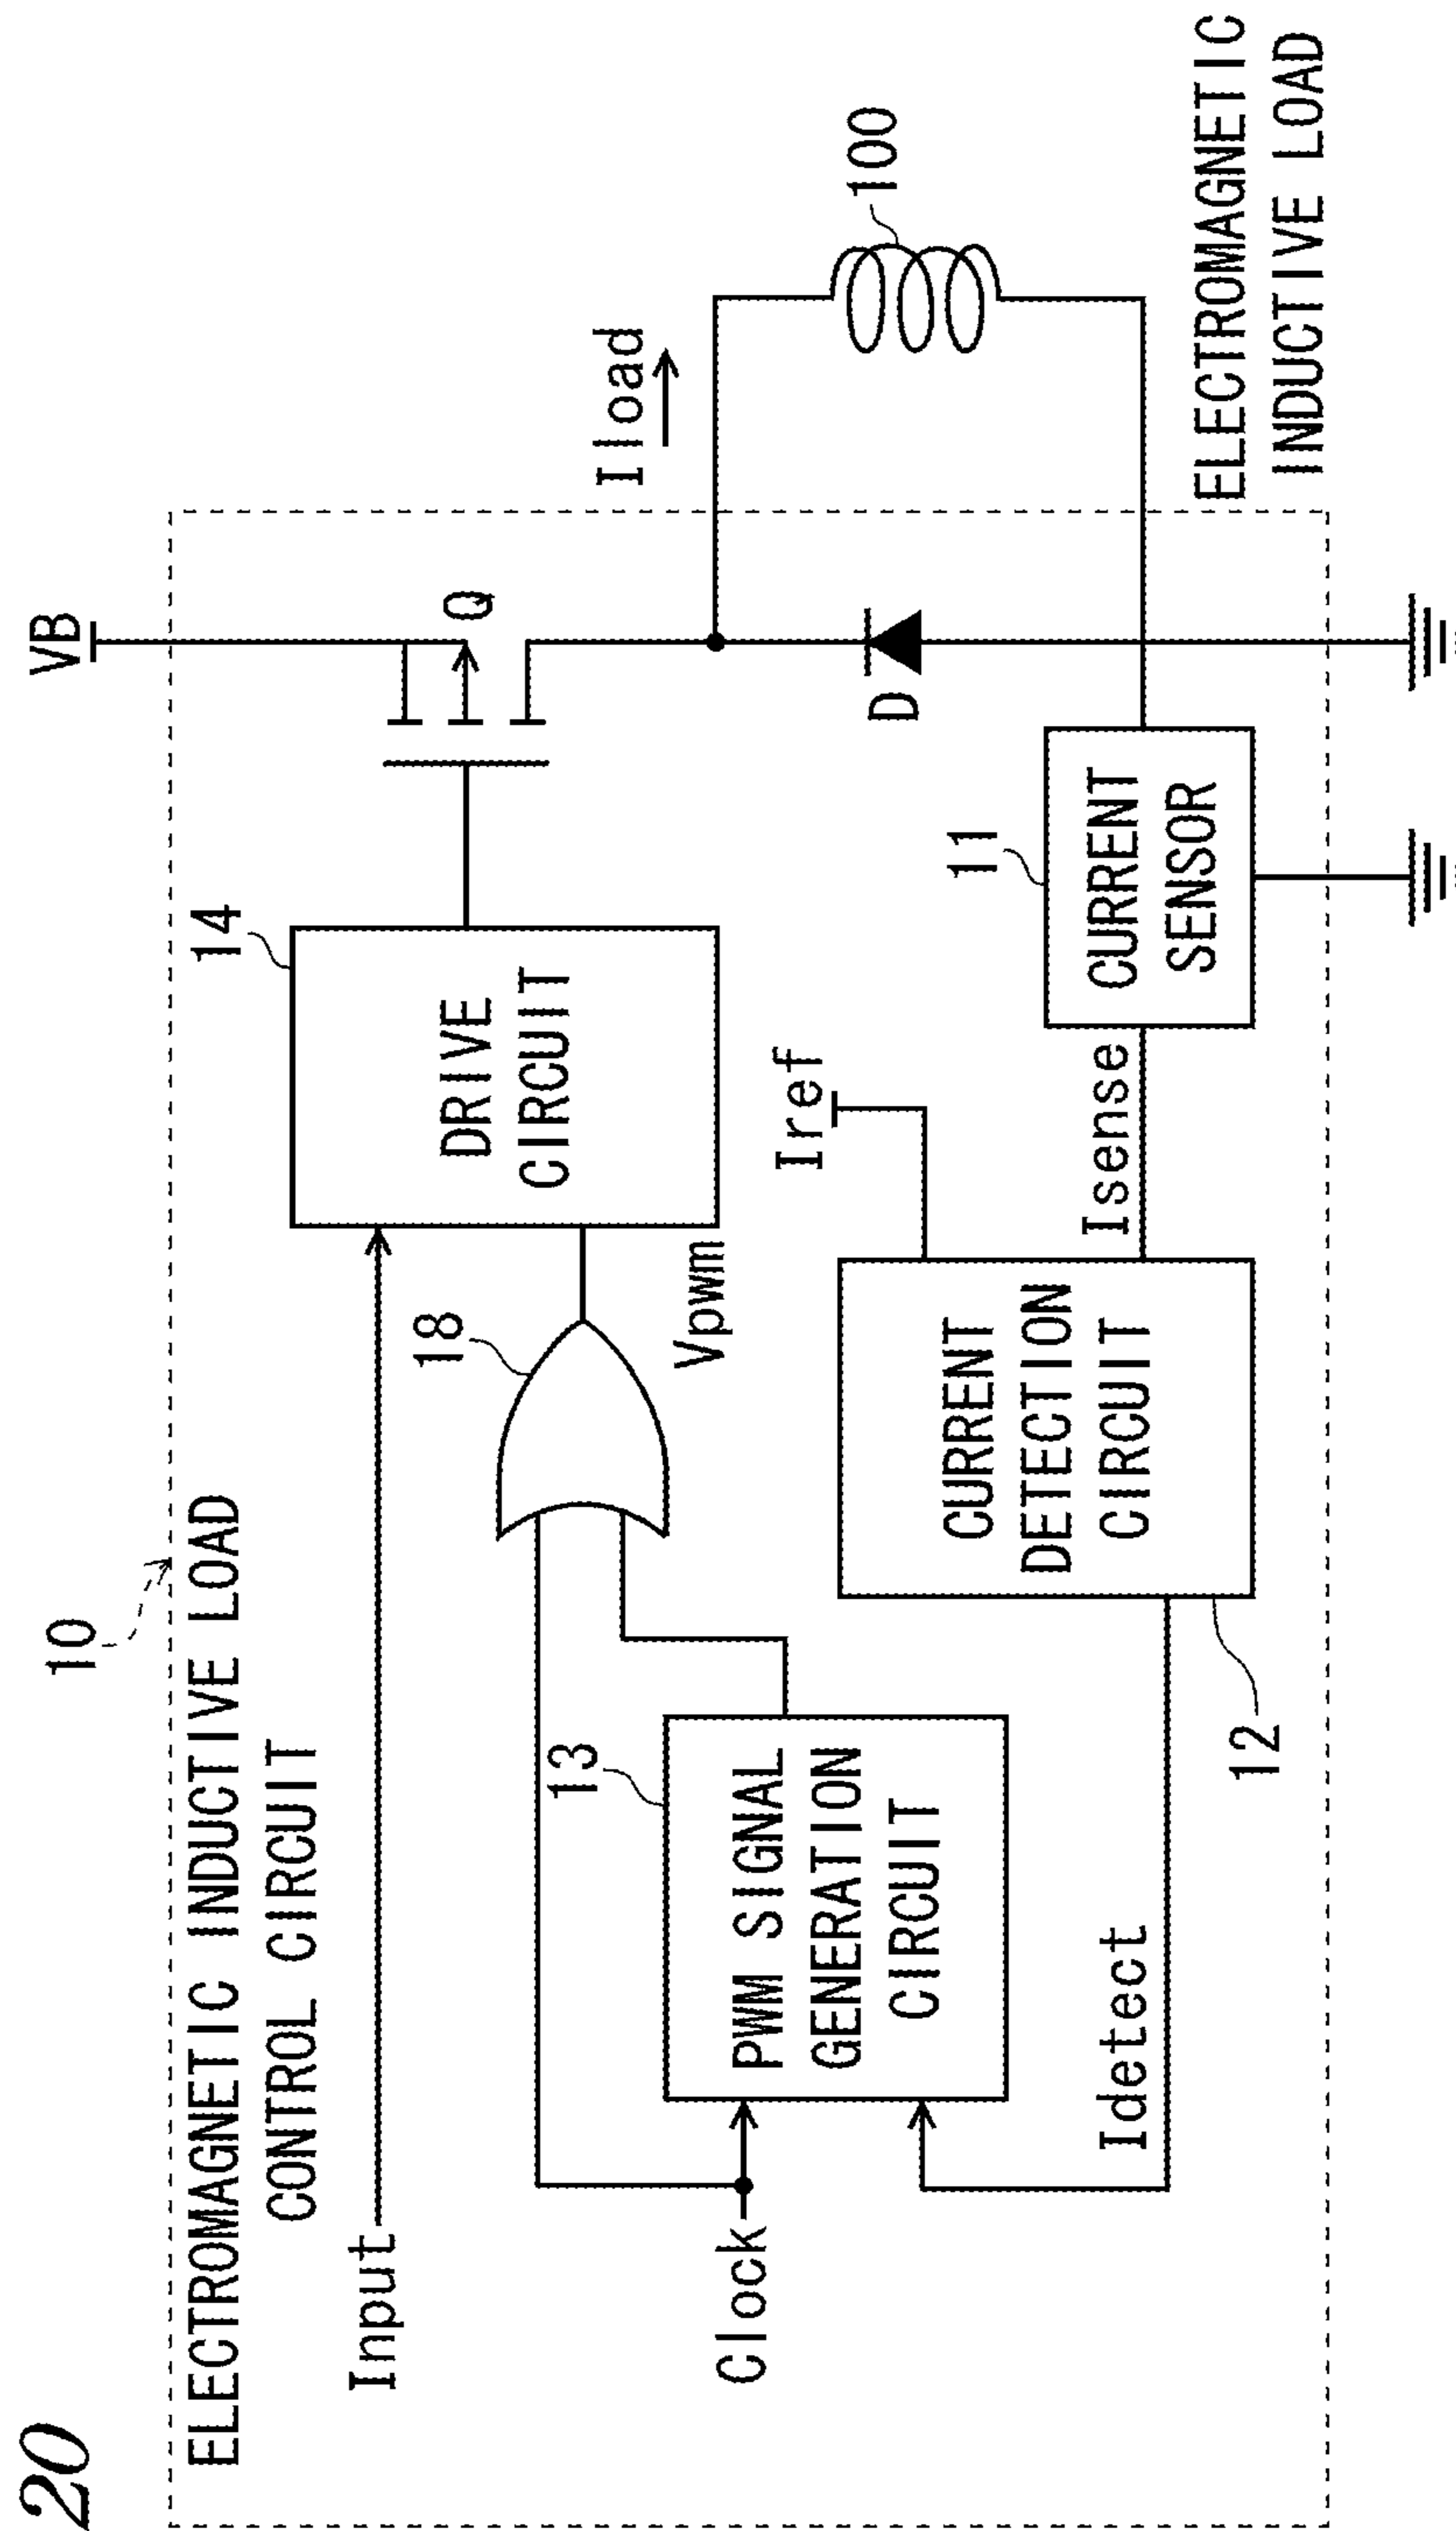 20
10
ELECTROMAGNETIC INDUCTIVE LOAD
CONTROL CIRCUIT
VB
Input
14
DRIVE
CIRCUIT
Q
Iload
18
Vpwm
100
Clock
13
PWM SIGNAL
GENERATION
CIRCUIT
Iref
D
CURRENT
DETECTION
CIRCUIT
12
Isense
11
CURRENT
SENSOR
Idetect
ELECTROMAGNETIC
INDUCTIVE LOAD